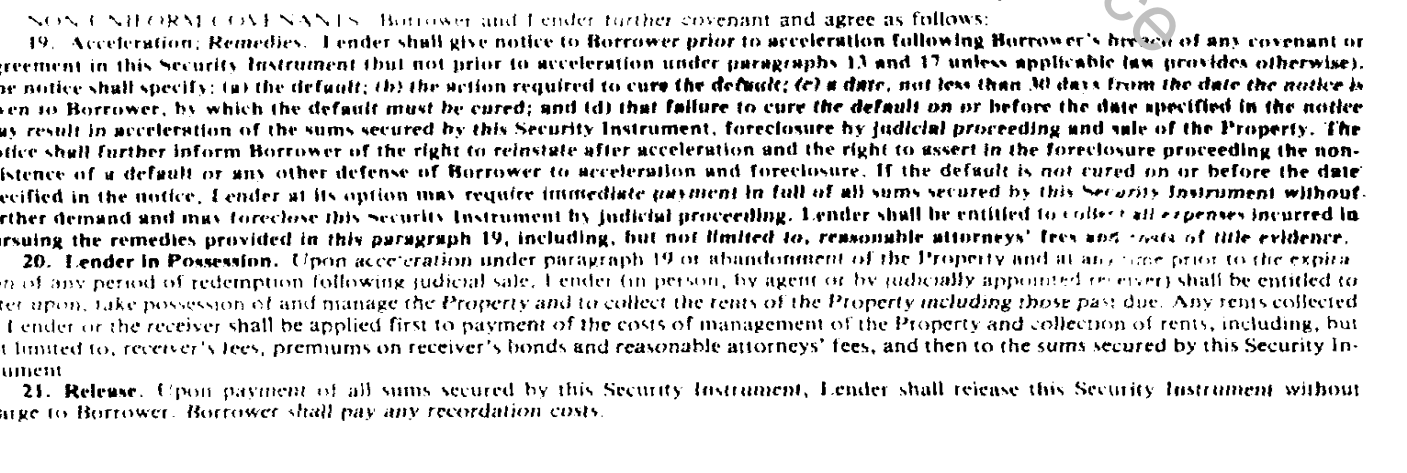 NON-UNIFORM COVENANTS. Borrower and Lender further covenant and agree as follows:
19. Acceleration; Remedies. Lender shall give notice to Borrower prior to acceleration following Borrower's breach of any covenant or
greement in this Security Instrument (but not prior to acceleration under paragraphs 13 and 17 unless applicable law provides otherwise).
he notice shall specify: (a) the default; (b) the action required to cure the default; (c) a date, not less than 30 days from the date the notice is
ven to Borrower, by which the default must be cured; and (d) that failure to cure the default on or before the date specified in the notice
ay result in acceleration of the sums secured by this Security Instrument, foreclosure by judicial proceeding and sale of the Property. The
otice shall further inform Borrower of the right to reinstate after acceleration and the right to assert in the foreclosure proceeding the non-
istence of a default or any other defense of Borrower to acceleration and foreclosure. If the default is not cured on or before the date
ecified in the notice, Lender at its option may require immediate payment in full of all sums secured by this Security Instrument without
rther demand and may foreclose this Security Instrument by judicial proceeding. Lender shall be entitled to collect all expenses incurred in
ursuing the remedies provided in this paragraph 19, including, but not limited to, reasonable attorneys' fees and costs of title evidence.
20. Lender in Possession. Upon acceleration under paragraph 19 or abandonment of the Property and at any time prior to the expira
on of any period of redemption following judicial sale, Lender (in person, by agent or by judicially appointed receiver) shall be entitled to
ter upon, take possession of and manage the Property and to collect the rents of the Property including those past due. Any rents collected
Lender or the receiver shall be applied first to payment of the costs of management of the Property and collection of rents, including, but
t limited to, receiver's fees, premiums on receiver's bonds and reasonable attorneys' fees, and then to the sums secured by this Security In-
ument
21. Release. Upon payment of all sums secured by this Security Instrument, Lender shall release this Security Instrument without
arge to Borrower. Borrower shall pay any recordation costs.